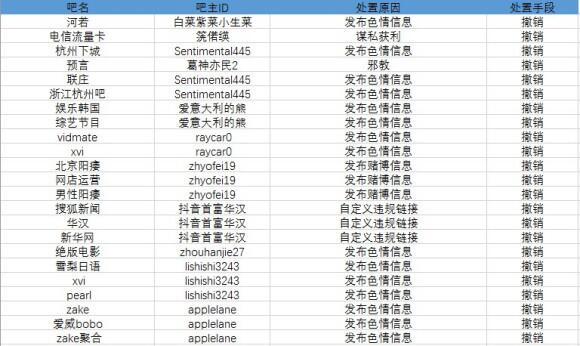 吧名 吧主ID 处置原因 处置手段
河若 白菜紫菜小生菜 发布色情信息 撤销
电信流量卡 筑偌缓 谋私获利 撤销
杭州下城 Sentimental445 发布色情信息 撤销
预言 葛神亦民2 邪教 撤销
联庄 Sentimental445 发布色情信息 撤销
浙江杭州吧 Sentimental445 发布色情信息 撤销
娱乐韩国 爱意大利的熊 发布色情信息 撤销
综艺节目 爱意大利的熊 发布色情信息 撤销
vidmate raycar0 发布色情信息 撤销
xvi raycar0 发布色情信息 撤销
北京阳痿 zhyofei19 发布赌博信息 撤销
网店运营 zhyofei19 发布赌博信息 撤销
男性阳痿 zhyofei19 发布赌博信息 撤销
搜狐新闻 抖音首富华汉 自定义违规链接 撤销
华汉 抖音首富华汉 自定义违规链接 撤销
新华网 抖音首富华汉 自定义违规链接 撤销
绝版电影 zhouhanjie27 发布色情信息 撤销
雪梨日语 lishishi3243 发布色情信息 撤销
xvi lishishi3243 发布色情信息 撤销
pearl lishishi3243 发布色情信息 撤销
zake applelane 发布色情信息 撤销
爱威bobo applelane 发布色情信息 撤销
zake聚合 applelane 发布色情信息 撤销